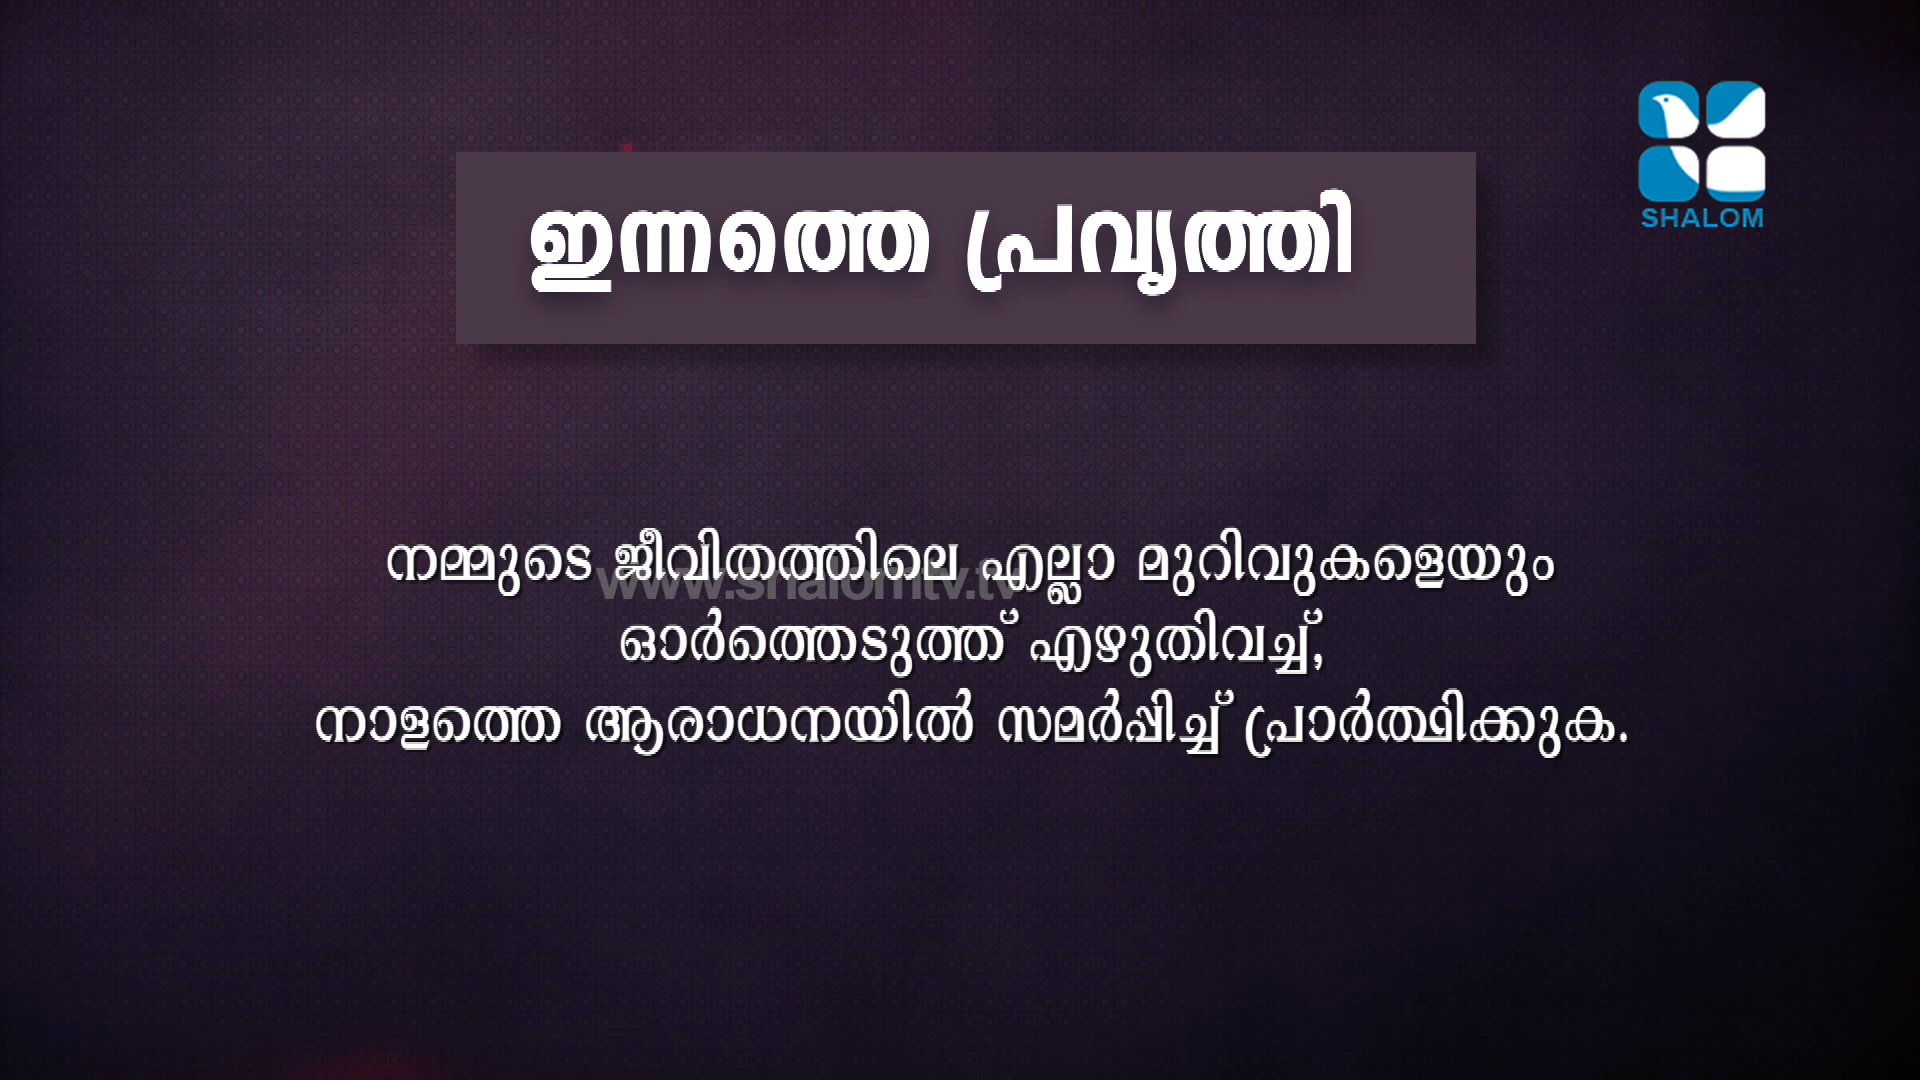 SHALOM
ഇന്നത്തെ പ്രവൃത്തി
നമ്മുടെ ജീവിതത്തിലെ എല്ലാ മുറിവുകളെയും
www.shalomtv.tv
ഓർത്തെടുത്ത് എഴുതിവച്ച്,
നാളത്തെ ആരാധനയിൽ സമർപ്പിച്ച് പ്രാർത്ഥിക്കുക.